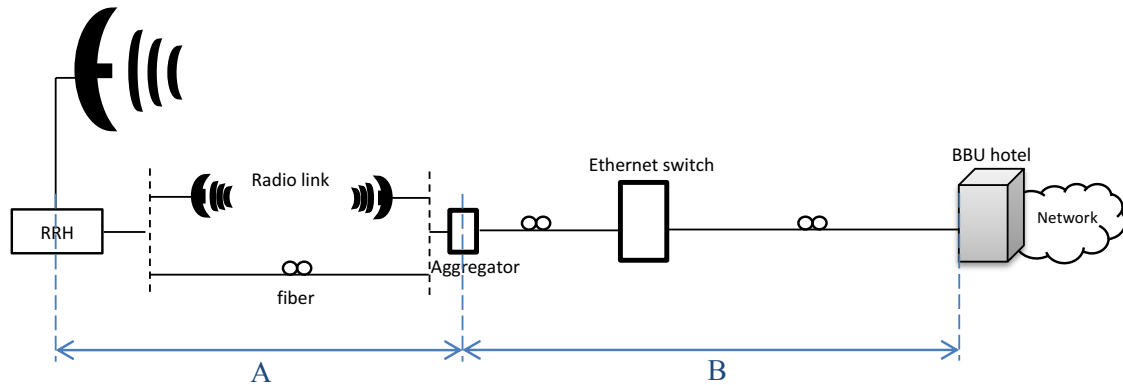 Ethernet switch
BBU hotel
Radio link
RRH
Network
Aggregator
fiber
A
B